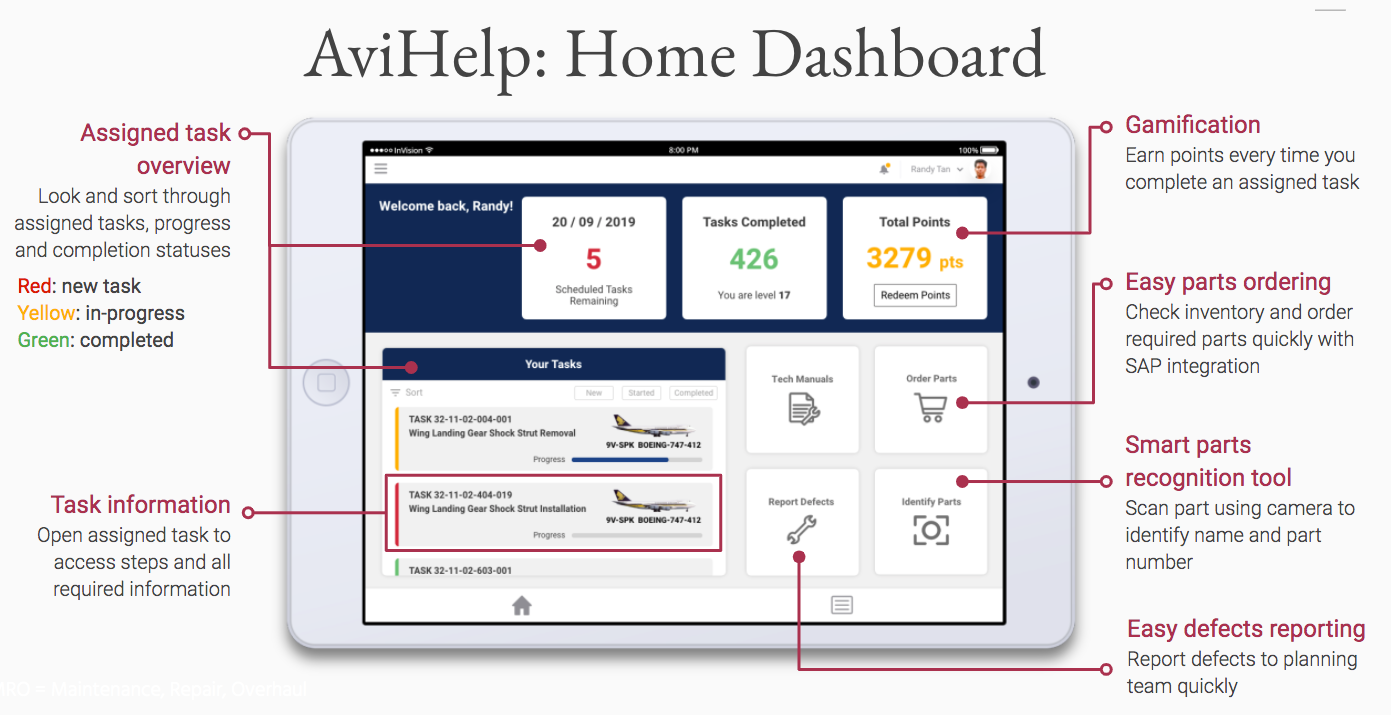 AviHelp: Home Dashboard
Assigned task
overview
Look and sort through
assigned tasks, progress
and completion statuses
Red: new task
Yellow: in-progress
Green: completed
Task information
Open assigned task to
access steps and all
required information
InVision
8:00 PM
100%
Randy Tan
Welcome back, Randy!
20 / 09 / 2019
5
Scheduled Tasks
Remaining
Tasks Completed
426
You are level 17
Total Points
3279 pts
Redeem Points
Your Tasks
Sort
New
Started
Completed
TASK 32-11-02-004-001
Wing Landing Gear Shock Strut Removal
9V-SPK BOEING-747-412
Progress
TASK 32-11-02-404-019
Wing Landing Gear Shock Strut Installation
9V-SPK BOEING-747-412
Progress
TASK 32-11-02-603-001
Tech Manuals
Order Parts
Report Defects
Identify Parts
Gamification
Earn points every time you
complete an assigned task
Easy parts ordering
Check inventory and order
required parts quickly with
SAP integration
Smart parts
recognition tool
Scan part using camera to
identify name and part
number
Easy defects reporting
Report defects to planning
team quickly
MRO = Maintenance, Repair, Overhaul